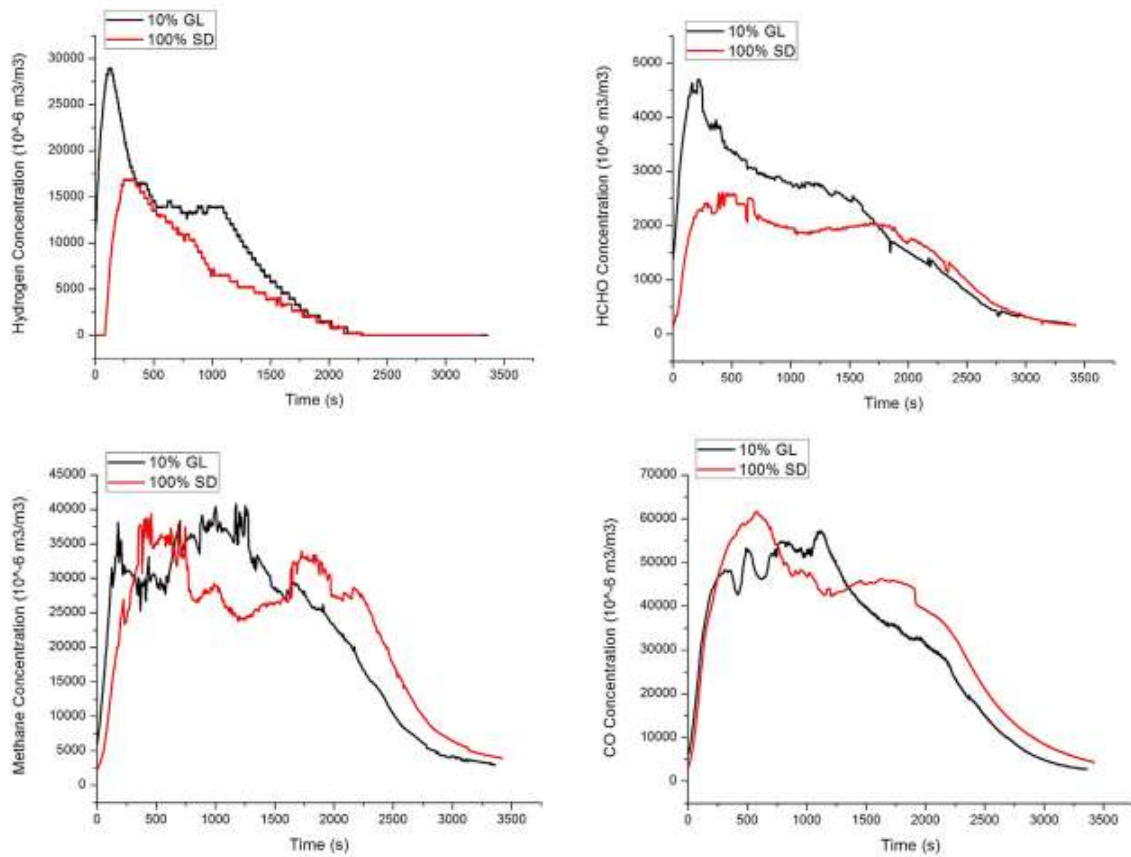 10% GL
100% SD
Hydrogen Concentration (10^-6 m3/m3)
30000
25000
20000
15000
10000
5000
0
0 500 1000 1500 2000 2500 3000 3500
Time (s)
10% GL
100% SD
HCHO Concentration (10^-6 m3/m3)
5000
4000
3000
2000
1000
0
0 500 1000 1500 2000 2500 3000 3500
Time (s)
10% GL
100% SD
Methane Concentration (10^-6 m3/m3)
45000
40000
35000
30000
25000
20000
15000
10000
5000
0
0 500 1000 1500 2000 2500 3000 3500
Time (s)
10% GL
100% SD
CO Concentration (10^-6 m3/m3)
70000
60000
50000
40000
30000
20000
10000
0
0 500 1000 1500 2000 2500 3000 3500
Time (s)